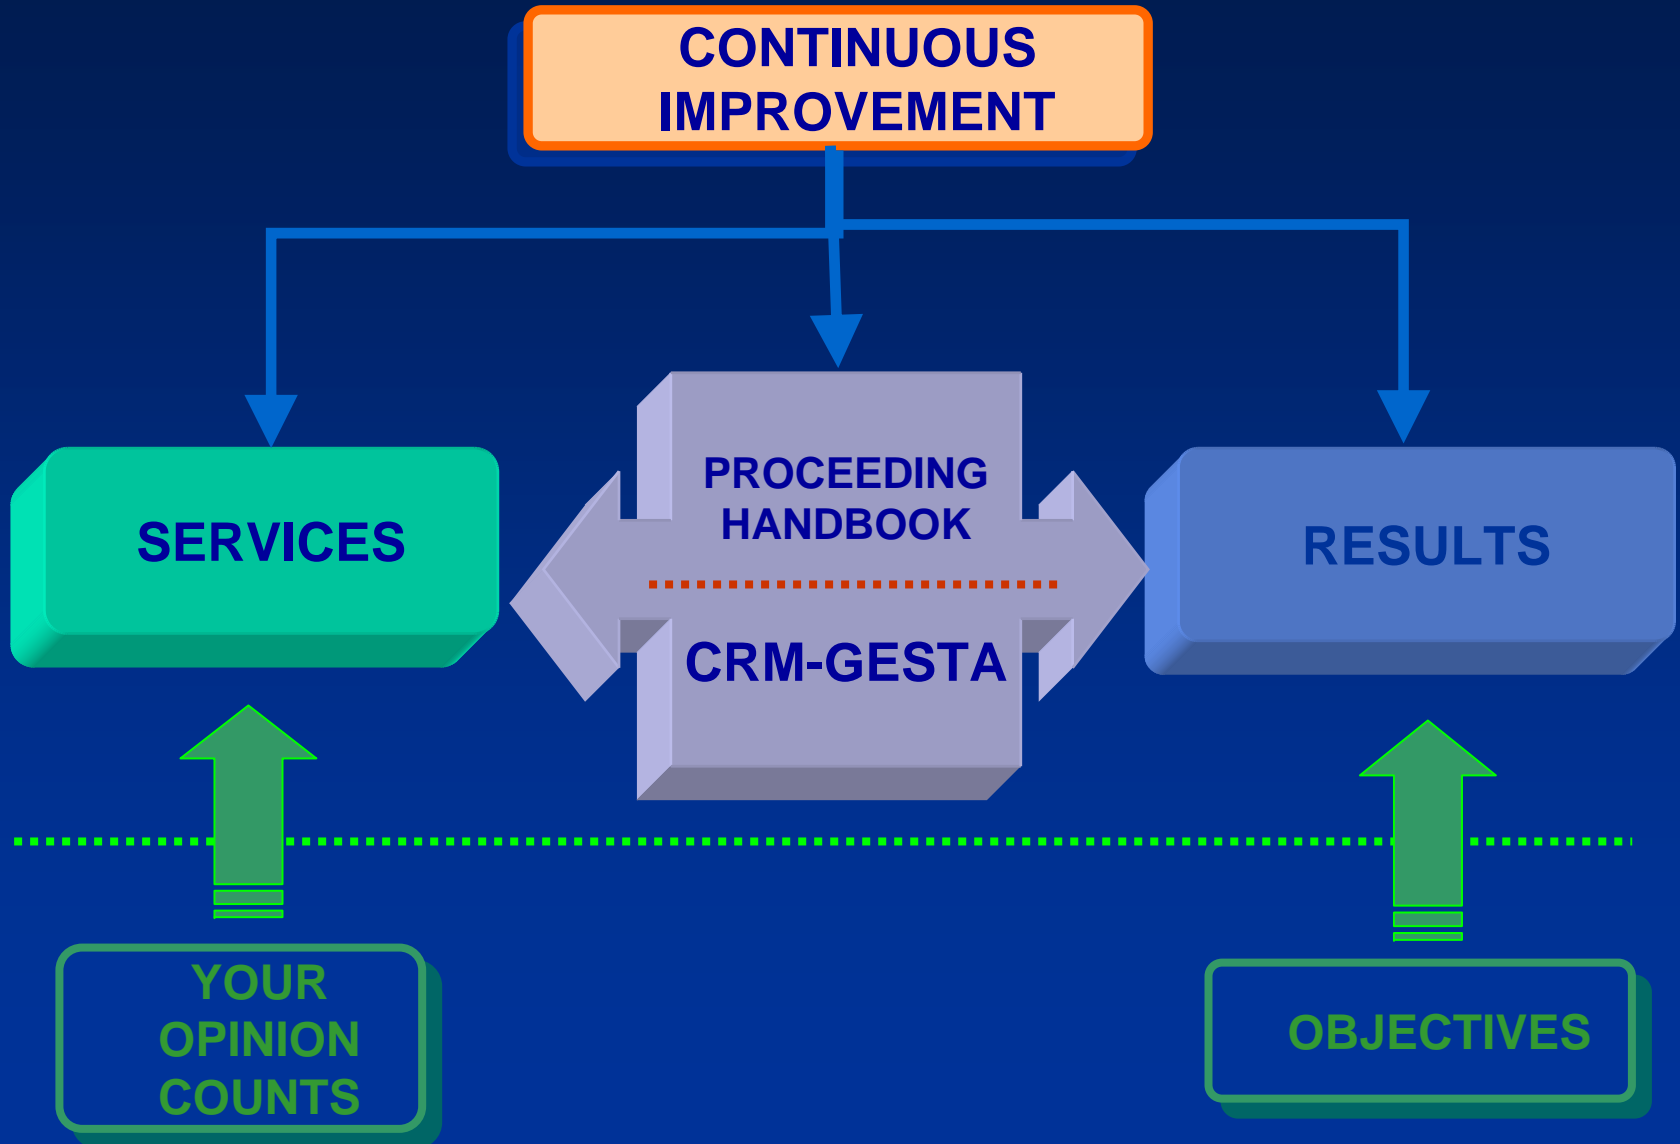 CONTINUOUS
IMPROVEMENT
SERVICES
PROCEEDING
HANDBOOK
CRM-GESTA
RESULTS
YOUR
OPINION
COUNTS
OBJECTIVES